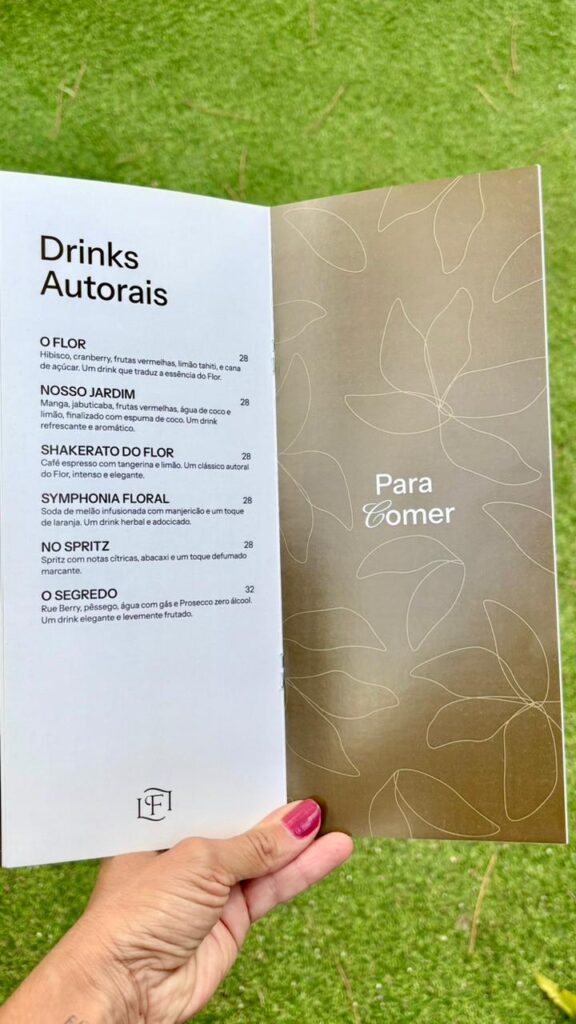 Drinks
Autorais
O FLOR 28
Hibisco, cranberry, frutas vermelhas, limão tahiti, e cana
de açúcar. Um drink que traduz a essência do Flor.
NOSSO JARDIM 28
Manga, jabuticaba, frutas vermelhas, água de coco e
limão, finalizado com espuma de coco. Um drink
refrescante e aromático.
SHAKERATO DO FLOR 28
Café espresso com tangerina e limão. Um clássico autoral
do Flor, intenso e elegante.
SYMPHONIA FLORAL 28
Soda de melão infusionada com manjericão e um toque
de laranja. Um drink herbal e adocicado.
NO SPRITZ 28
Spritz com notas cítricas, abacaxi e um toque defumado
marcante.
O SEGREDO 32
Rue Berry, pêssego, água com gás e Prosecco zero álcool.
Um drink elegante e levemente frutado.
Para
Comer